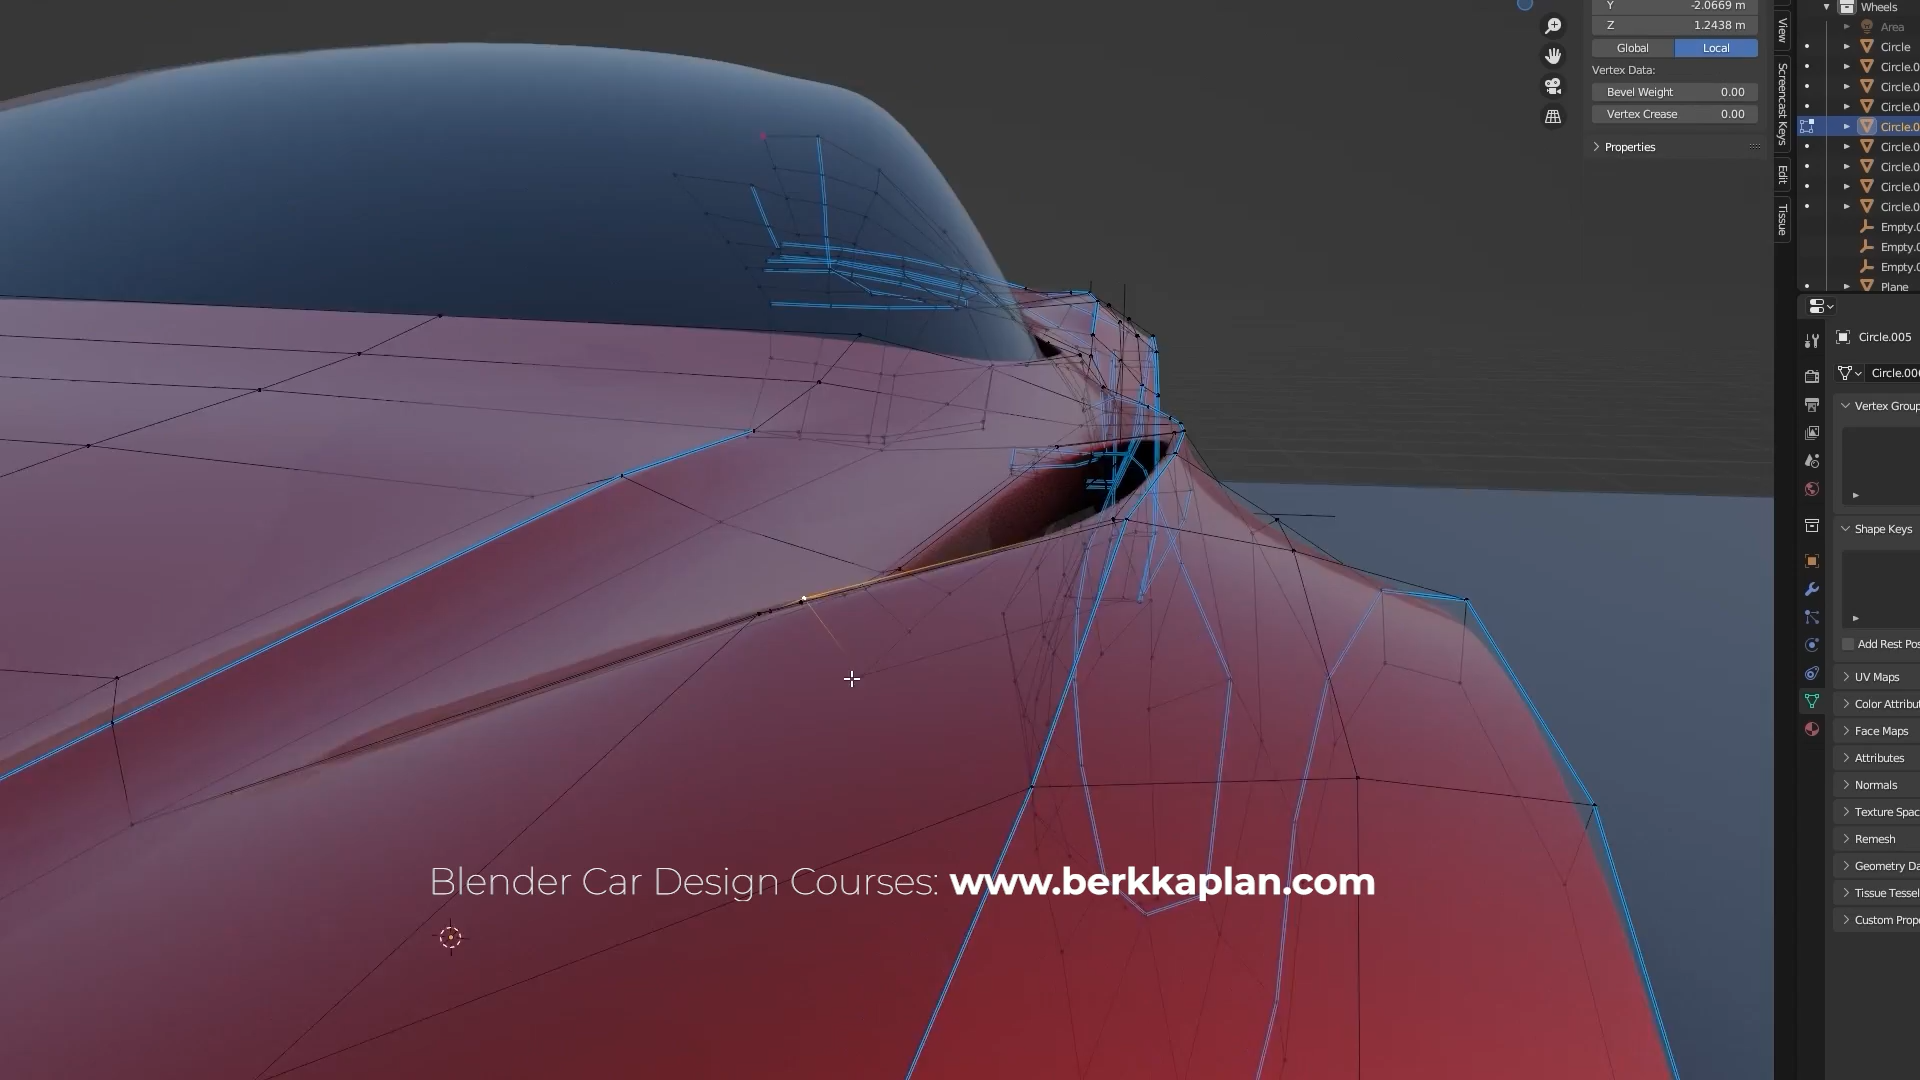 Y -2.0669 m
Z 1.2438 m
Global Local
Vertex Data:
Bevel Weight 0.00
Vertex Crease 0.00
Properties
View
Screencast Keys
Edit
Tissue
Wheels
Area
Circle
Circle.0
Circle.0
Circle.0
Circle.0
Circle.0
Circle.0
Circle.0
Circle.0
Empty.0
Empty.0
Empty.0
Plane
Circle.005
Circle.00
Vertex Group
Shape Keys
Add Rest Pos
UV Maps
Color Attribut
Face Maps
Attributes
Normals
Texture Spac
Remesh
Geometry Da
Tissue Tessel
Custom Prop
Blender Car Design Courses: www.berkkaplan.com